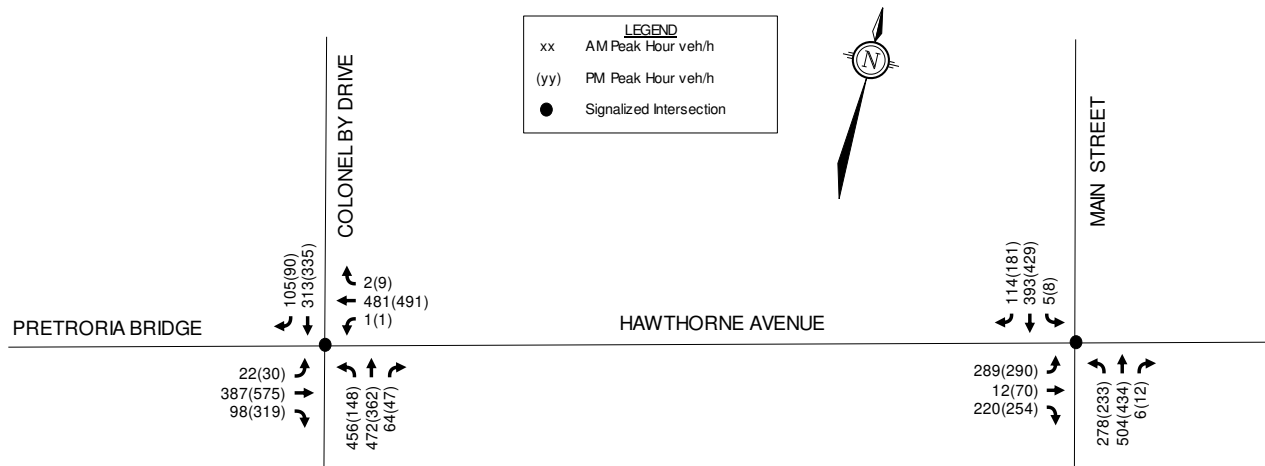 LEGEND
xx AM Peak Hour veh/h
(yy) PM Peak Hour veh/h
Signalized Intersection
N
COLONEL BY DRIVE
MAIN STREET
105(90)
313(335)
2(9)
481(491)
1(1)
114(181)
393(429)
5(8)
PRETRORIA BRIDGE
HAWTHORNE AVENUE
22(30)
387(575)
98(319)
456(148)
472(362)
64(47)
289(290)
12(70)
220(254)
278(233)
504(434)
6(12)